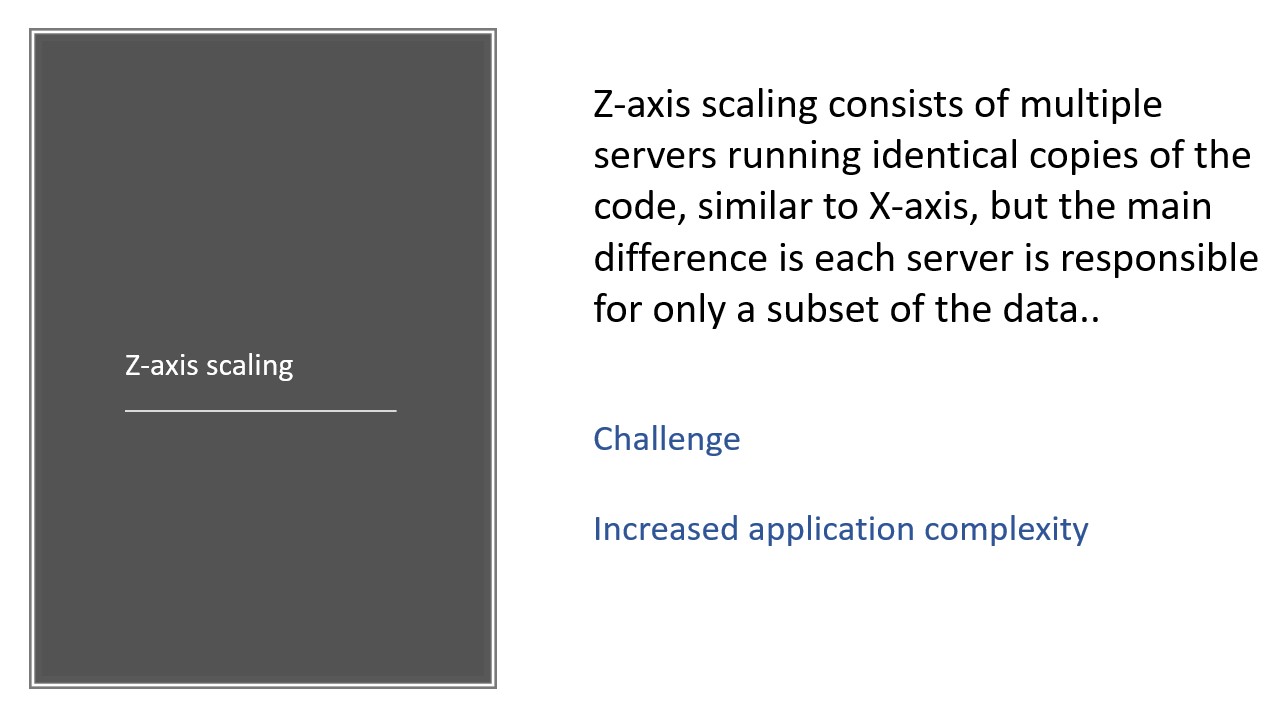 Z-axis scaling
Z-axis scaling consists of multiple
servers running identical copies of the
code, similar to X-axis, but the main
difference is each server is responsible
for only a subset of the data..
Challenge
Increased application complexity